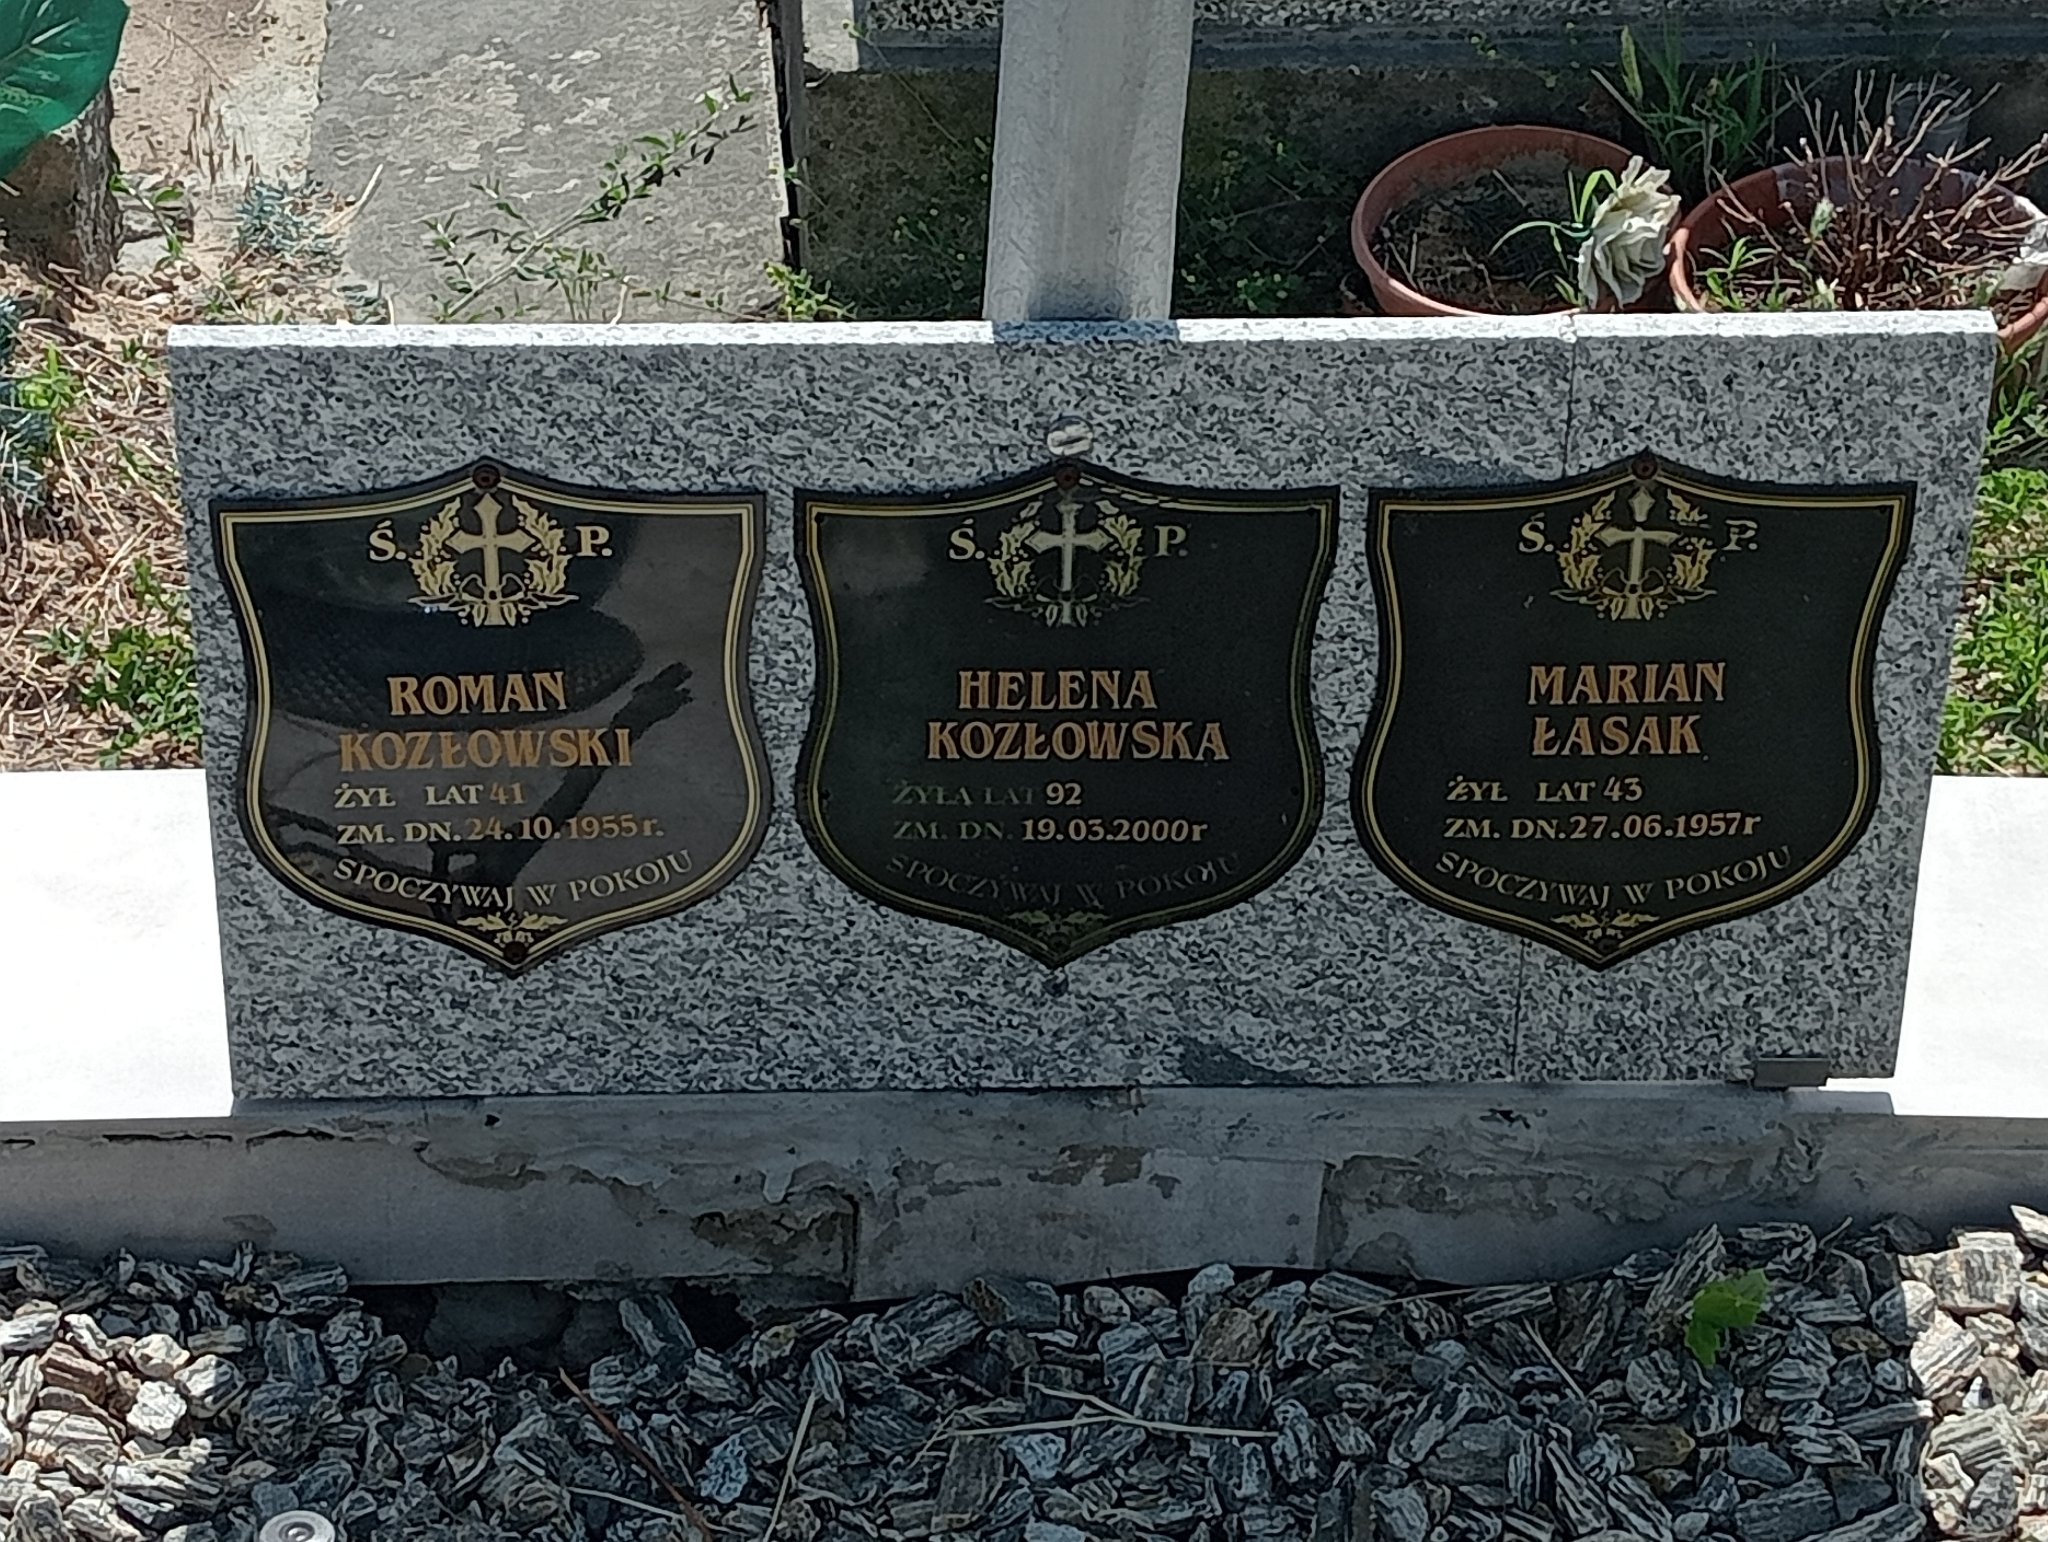 Ś. P.
ROMAN
KOZŁOWSKI
ŻYŁ LAT 41
ZM. DN. 24.10.1955r.
SPOCZYWAJ W POKOJU
Ś. P.
HELENA
KOZŁOWSKA
ŻYŁA LAT 92
ZM. DN. 19.03.2000r
SPOCZYWAJ W POKOJU
Ś. P.
MARIAN
ŁASAK
ŻYŁ LAT 43
ZM. DN. 27.06.1957r
SPOCZYWAJ W POKOJU